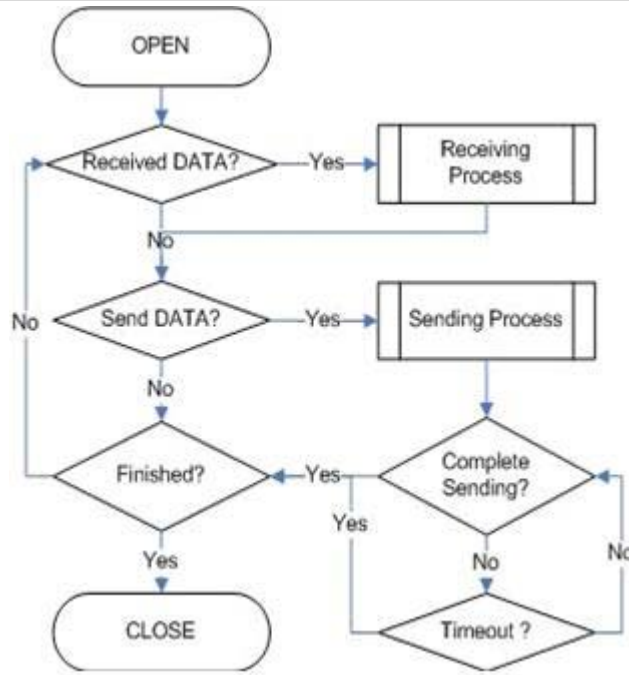 OPEN
Received DATA?
Yes
Receiving
Process
No
Send DATA?
Yes
Sending Process
No
No
Finished?
Yes
Complete
Sending?
Yes
No
No
Yes
CLOSE
Timeout ?